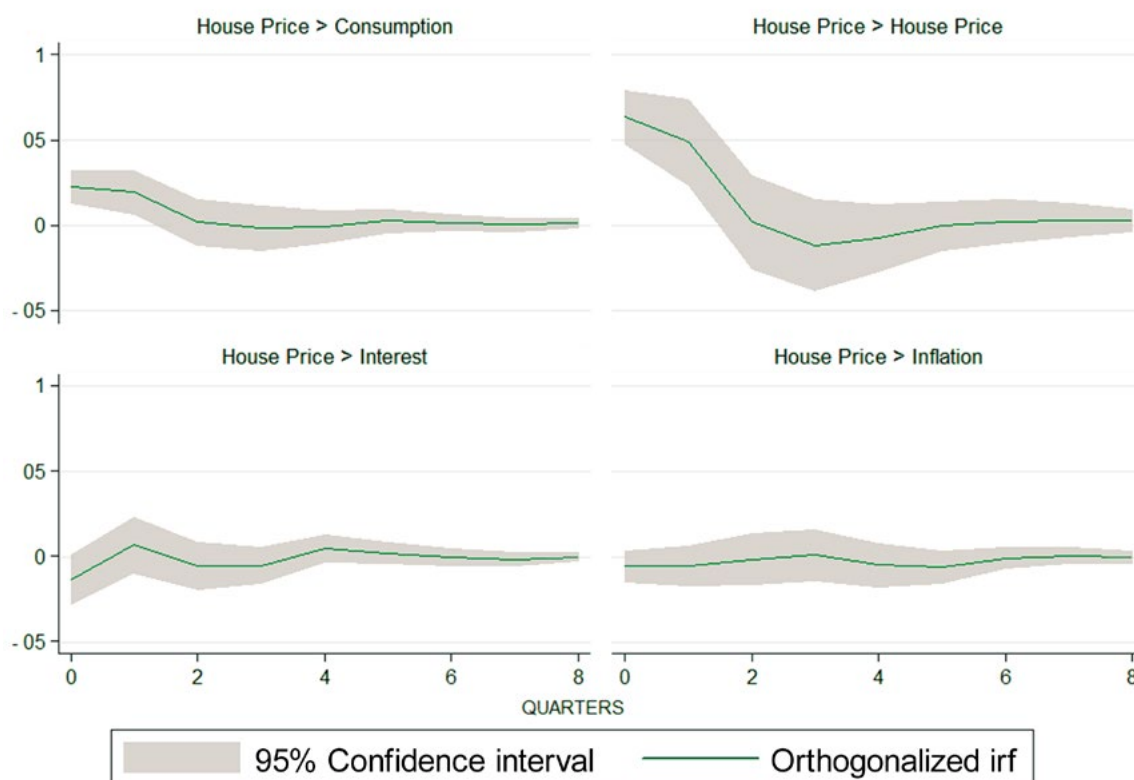 House Price > Consumption
House Price > House Price
1
05
0
- 05
House Price > Interest
House Price > Inflation
1
05
0
- 05
0 2 4 6 8
0 2 4 6 8
QUARTERS
95% Confidence interval
Orthogonalized irf